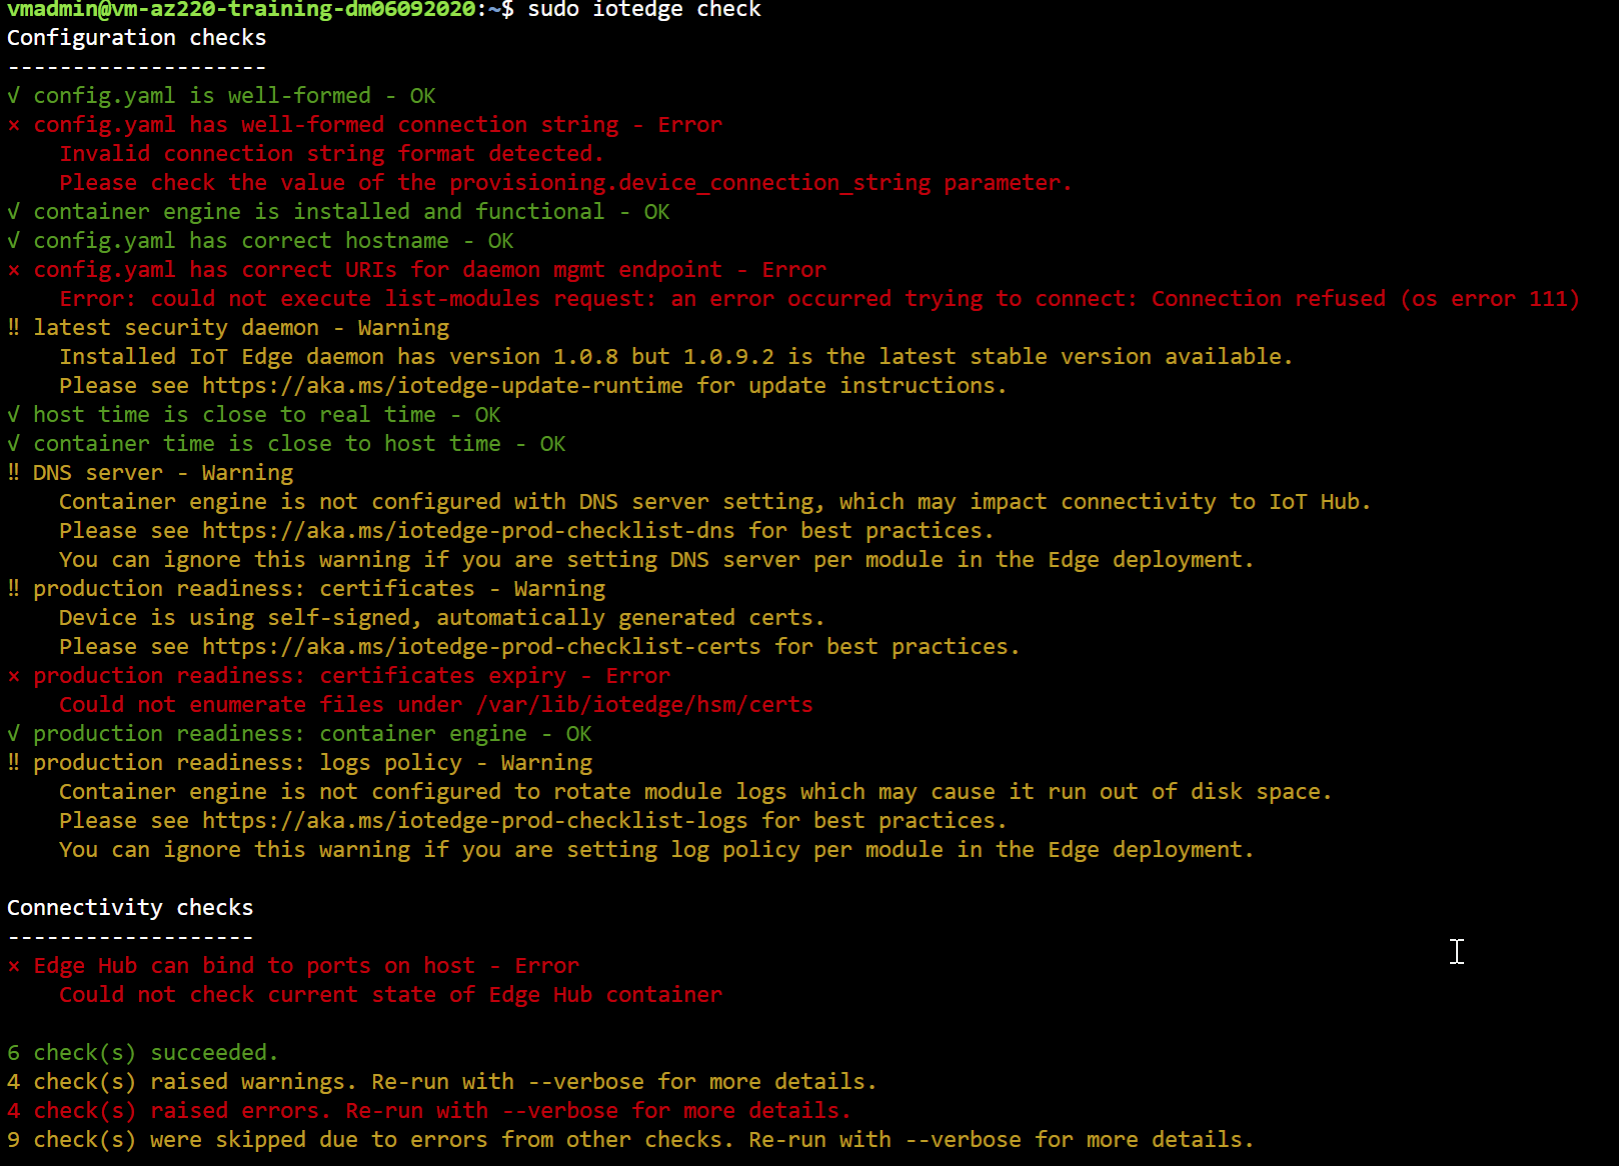 vmadmin@vm-az220-training-dm06092020:~$ sudo iotedge check
Configuration checks
--------------------
√ config.yaml is well-formed - OK
× config.yaml has well-formed connection string - Error
    Invalid connection string format detected.
    Please check the value of the provisioning.device_connection_string parameter.
√ container engine is installed and functional - OK
√ config.yaml has correct hostname - OK
× config.yaml has correct URIs for daemon mgmt endpoint - Error
    Error: could not execute list-modules request: an error occurred trying to connect: Connection refused (os error 111)
‼ latest security daemon - Warning
    Installed IoT Edge daemon has version 1.0.8 but 1.0.9.2 is the latest stable version available.
    Please see https://aka.ms/iotedge-update-runtime for update instructions.
√ host time is close to real time - OK
√ container time is close to host time - OK
‼ DNS server - Warning
    Container engine is not configured with DNS server setting, which may impact connectivity to IoT Hub.
    Please see https://aka.ms/iotedge-prod-checklist-dns for best practices.
    You can ignore this warning if you are setting DNS server per module in the Edge deployment.
‼ production readiness: certificates - Warning
    Device is using self-signed, automatically generated certs.
    Please see https://aka.ms/iotedge-prod-checklist-certs for best practices.
× production readiness: certificates expiry - Error
    Could not enumerate files under /var/lib/iotedge/hsm/certs
√ production readiness: container engine - OK
‼ production readiness: logs policy - Warning
    Container engine is not configured to rotate module logs which may cause it run out of disk space.
    Please see https://aka.ms/iotedge-prod-checklist-logs for best practices.
    You can ignore this warning if you are setting log policy per module in the Edge deployment.

Connectivity checks
-------------------
× Edge Hub can bind to ports on host - Error
    Could not check current state of Edge Hub container

6 check(s) succeeded.
4 check(s) raised warnings. Re-run with --verbose for more details.
4 check(s) raised errors. Re-run with --verbose for more details.
9 check(s) were skipped due to errors from other checks. Re-run with --verbose for more details.